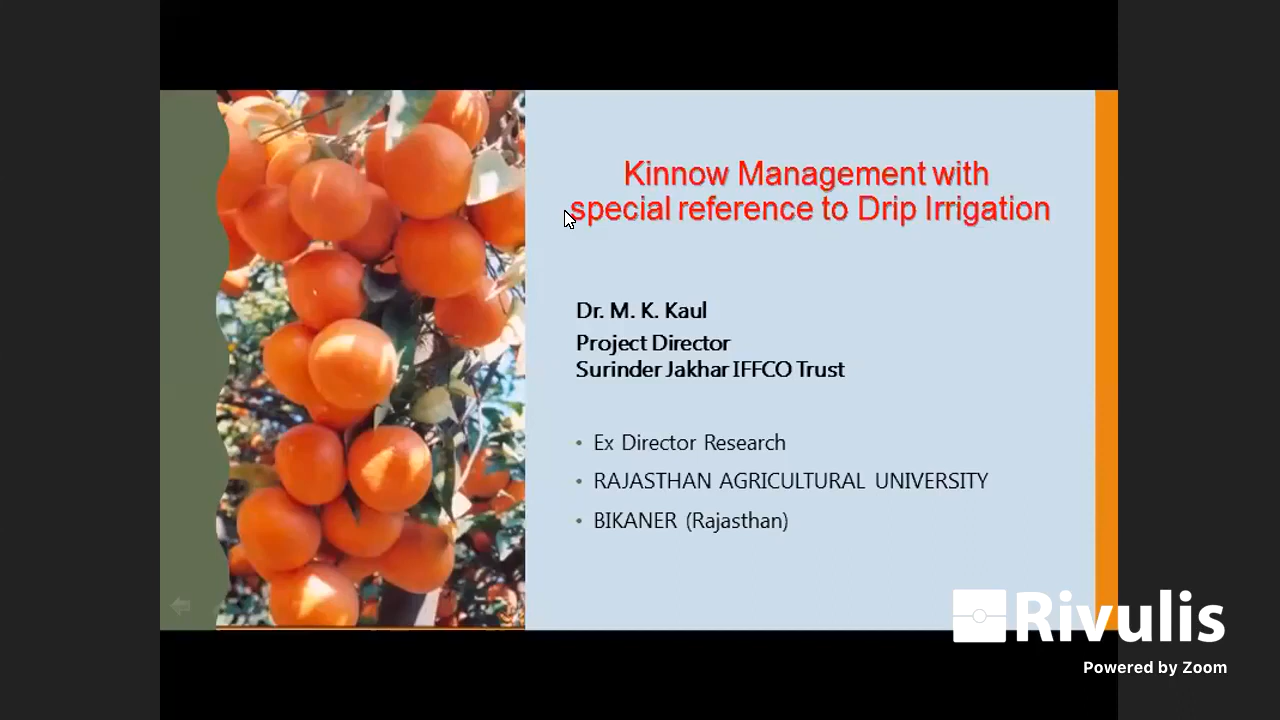 Kinnow Management with
special reference to Drip Irrigation
Dr. M. K. Kaul
Project Director
Surinder Jakhar IFFCO Trust
• Ex Director Research
• RAJASTHAN AGRICULTURAL UNIVERSITY
• BIKANER (Rajasthan)
Rivulis
Powered by Zoom